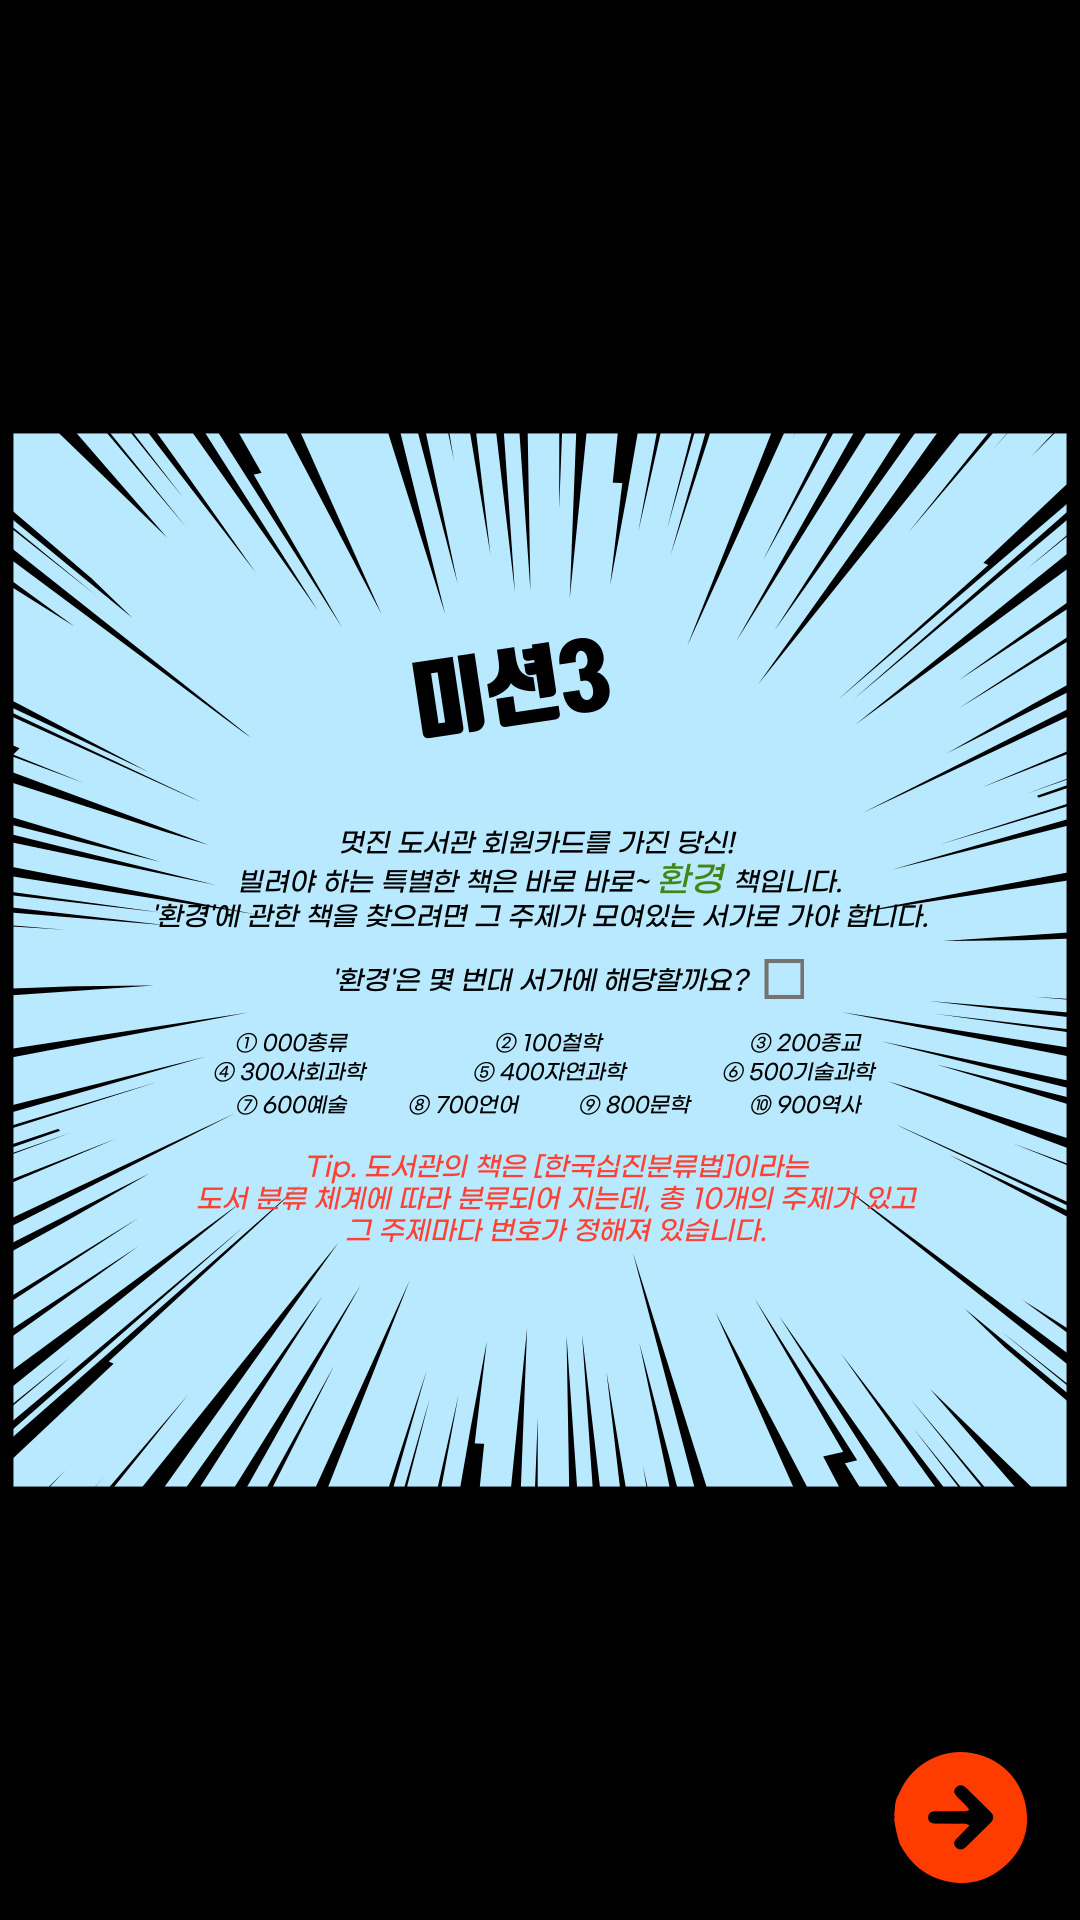 미션3
멋진 도서관 회원카드를 가진 당신!
빌려야 하는 특별한 책은 바로 바로~ 환경 책입니다.
'환경'에 관한 책을 찾으려면 그 주제가 모여있는 서가로 가야 합니다.
'환경'은 몇 번대 서가에 해당할까요?
① 000총류 ② 100철학 ③ 200종교
④ 300사회과학 ⑤ 400자연과학 ⑥ 500기술과학
⑦ 600예술 ⑧ 700언어 ⑨ 800문학 ⑩ 900역사
Tip. 도서관의 책은 [한국십진분류법]이라는
도서 분류 체계에 따라 분류되어 지는데, 총 10개의 주제가 있고
그 주제마다 번호가 정해져 있습니다.